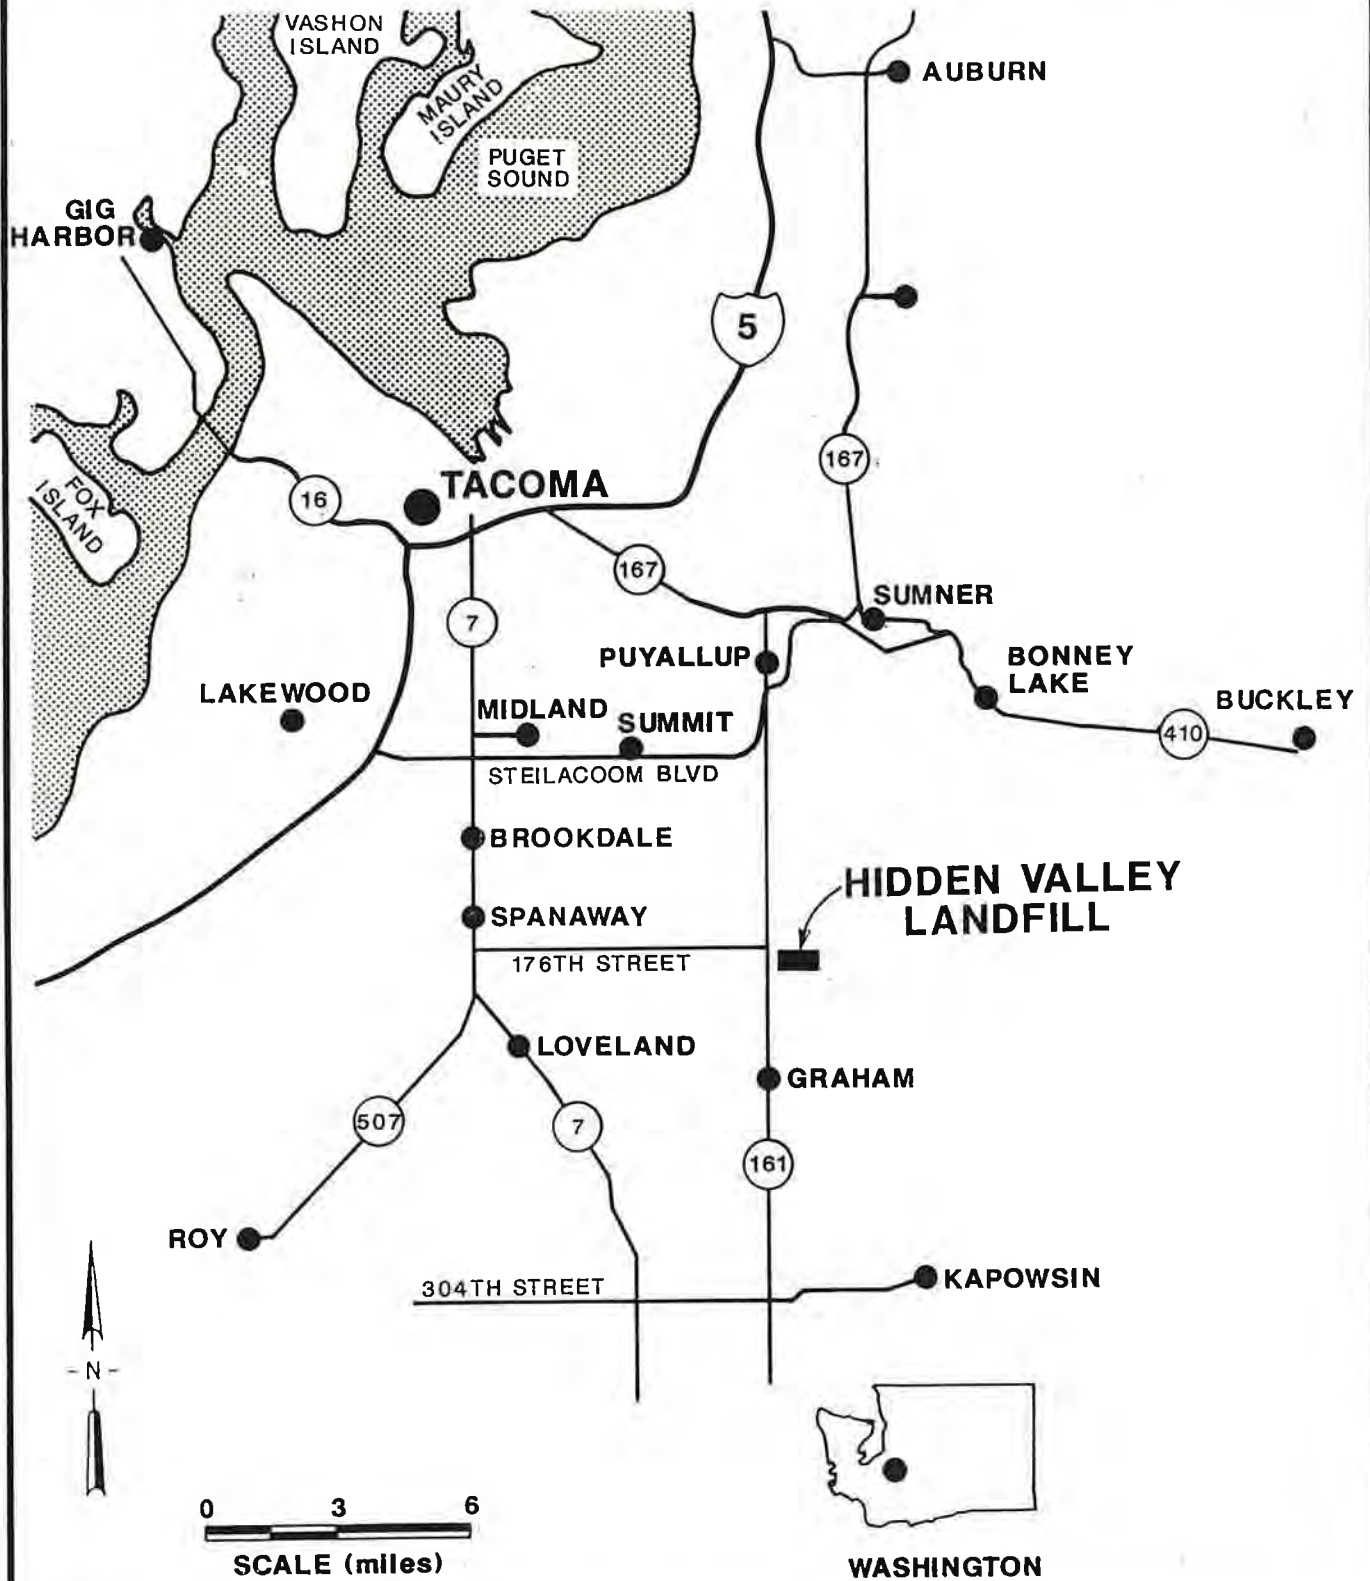 VASHON
ISLAND
AUBURN
MAURY
ISLAND
PUGET
SOUND
GIG
HARBOR
5
167
TACOMA
16
FOX
ISLAND
167
SUMNER
7
PUYALLUP
BONNEY
LAKE
LAKEWOOD
BUCKLEY
MIDLAND
SUMMIT
410
STEILACOOM BLVD
BROOKDALE
HIDDEN VALLEY
LANDFILL
SPANAWAY
176TH STREET
LOVELAND
GRAHAM
507
7
161
ROY
KAPOWSIN
304TH STREET
- N -
0 3 6
SCALE (miles)
WASHINGTON